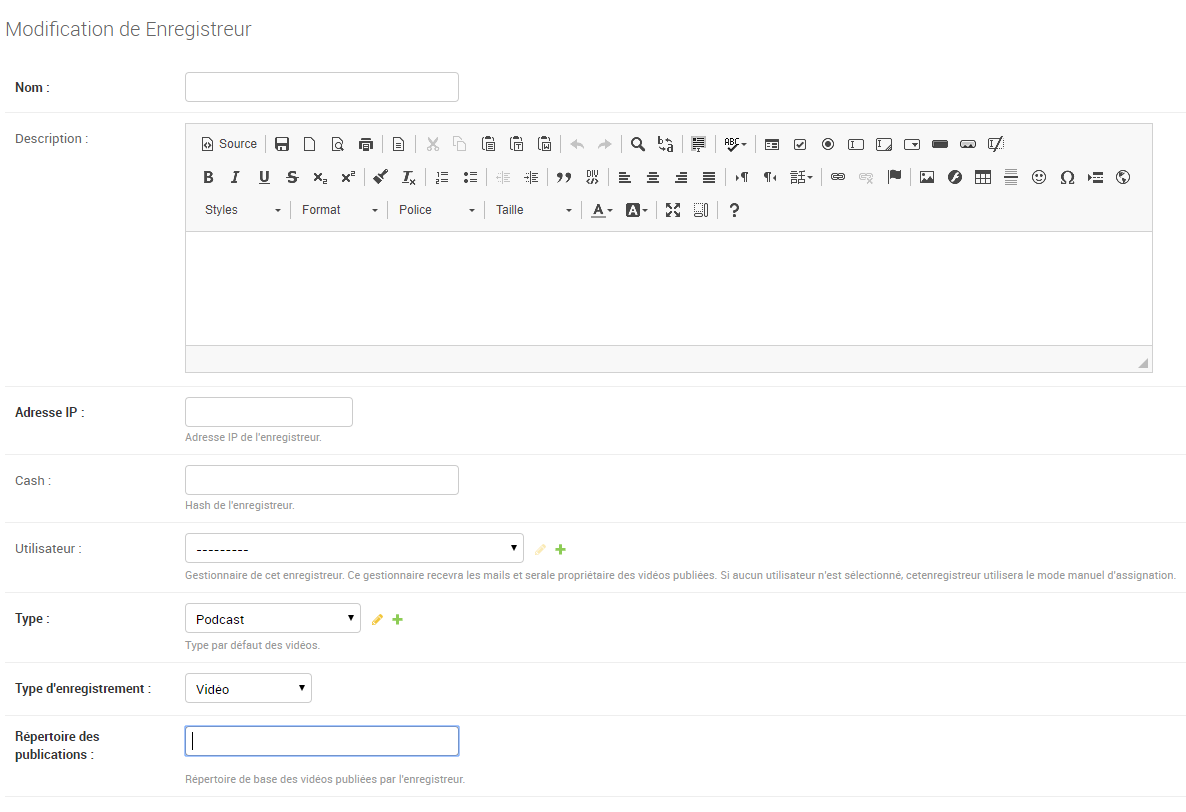 Modification de Enregistreur
Nom :
Description :
Source
Styles Format Police Taille
Adresse IP :
Adresse IP de l'enregistreur.
Cash :
Hash de l'enregistreur.
Utilisateur :
---------
Gestionnaire de cet enregistreur. Ce gestionnaire recevra les mails et serale propriétaire des vidéos publiées. Si aucun utilisateur n'est sélectionné, cetenregistreur utilisera le mode manuel d'assignation.
Type :
Podcast
Type par défaut des vidéos.
Type d'enregistrement :
Vidéo
Répertoire des
publications :
Répertoire de base des vidéos publiées par l'enregistreur.